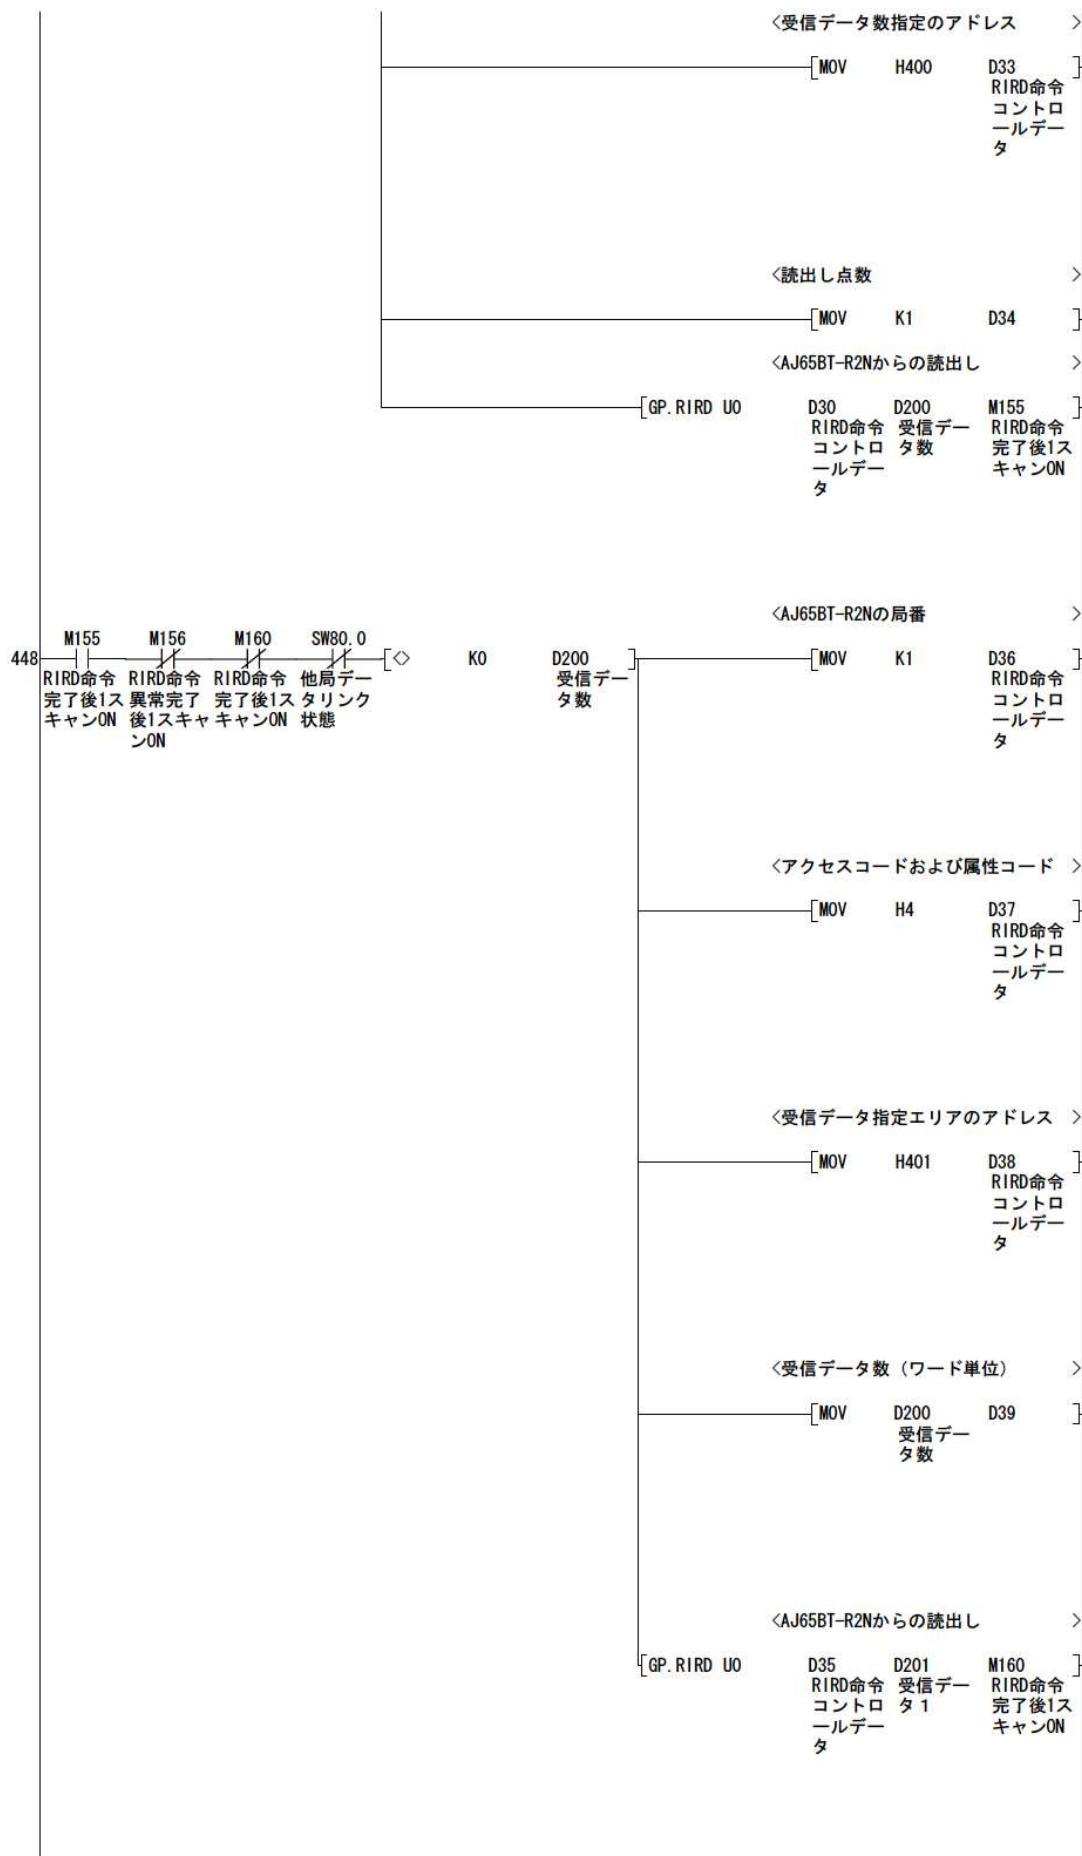 <受信データ数指定のアドレス >
[MOV H400 D33 ]
RIRD命令
コントロ
ールデー
タ
<読出し点数 >
[MOV K1 D34 ]
<AJ65BT-R2Nからの読出し >
[GP.RIRD U0 D30 D200 M155 ]
RIRD命令 受信デー RIRD命令
コントロ タ数 完了後1ス
ールデー キャンON
タ
<AJ65BT-R2Nの局番 >
M155 M156 M160 SW80.0
448 [<> K0 D200 ] [MOV K1 D36 ]
RIRD命令 RIRD命令 RIRD命令 他局デー 受信デー RIRD命令
完了後1ス 異常完了 完了後1ス タリンク タ数 コントロ
キャンON 後1スキャ キャンON 状態 ールデー
ンON タ
<アクセスコードおよび属性コード >
[MOV H4 D37 ]
RIRD命令
コントロ
ールデー
タ
<受信データ指定エリアのアドレス >
[MOV H401 D38 ]
RIRD命令
コントロ
ールデー
タ
<受信データ数（ワード単位） >
[MOV D200 D39 ]
受信デー
タ数
<AJ65BT-R2Nからの読出し >
[GP.RIRD U0 D35 D201 M160 ]
RIRD命令 受信デー RIRD命令
コントロ タ１ 完了後1ス
ールデー キャンON
タ